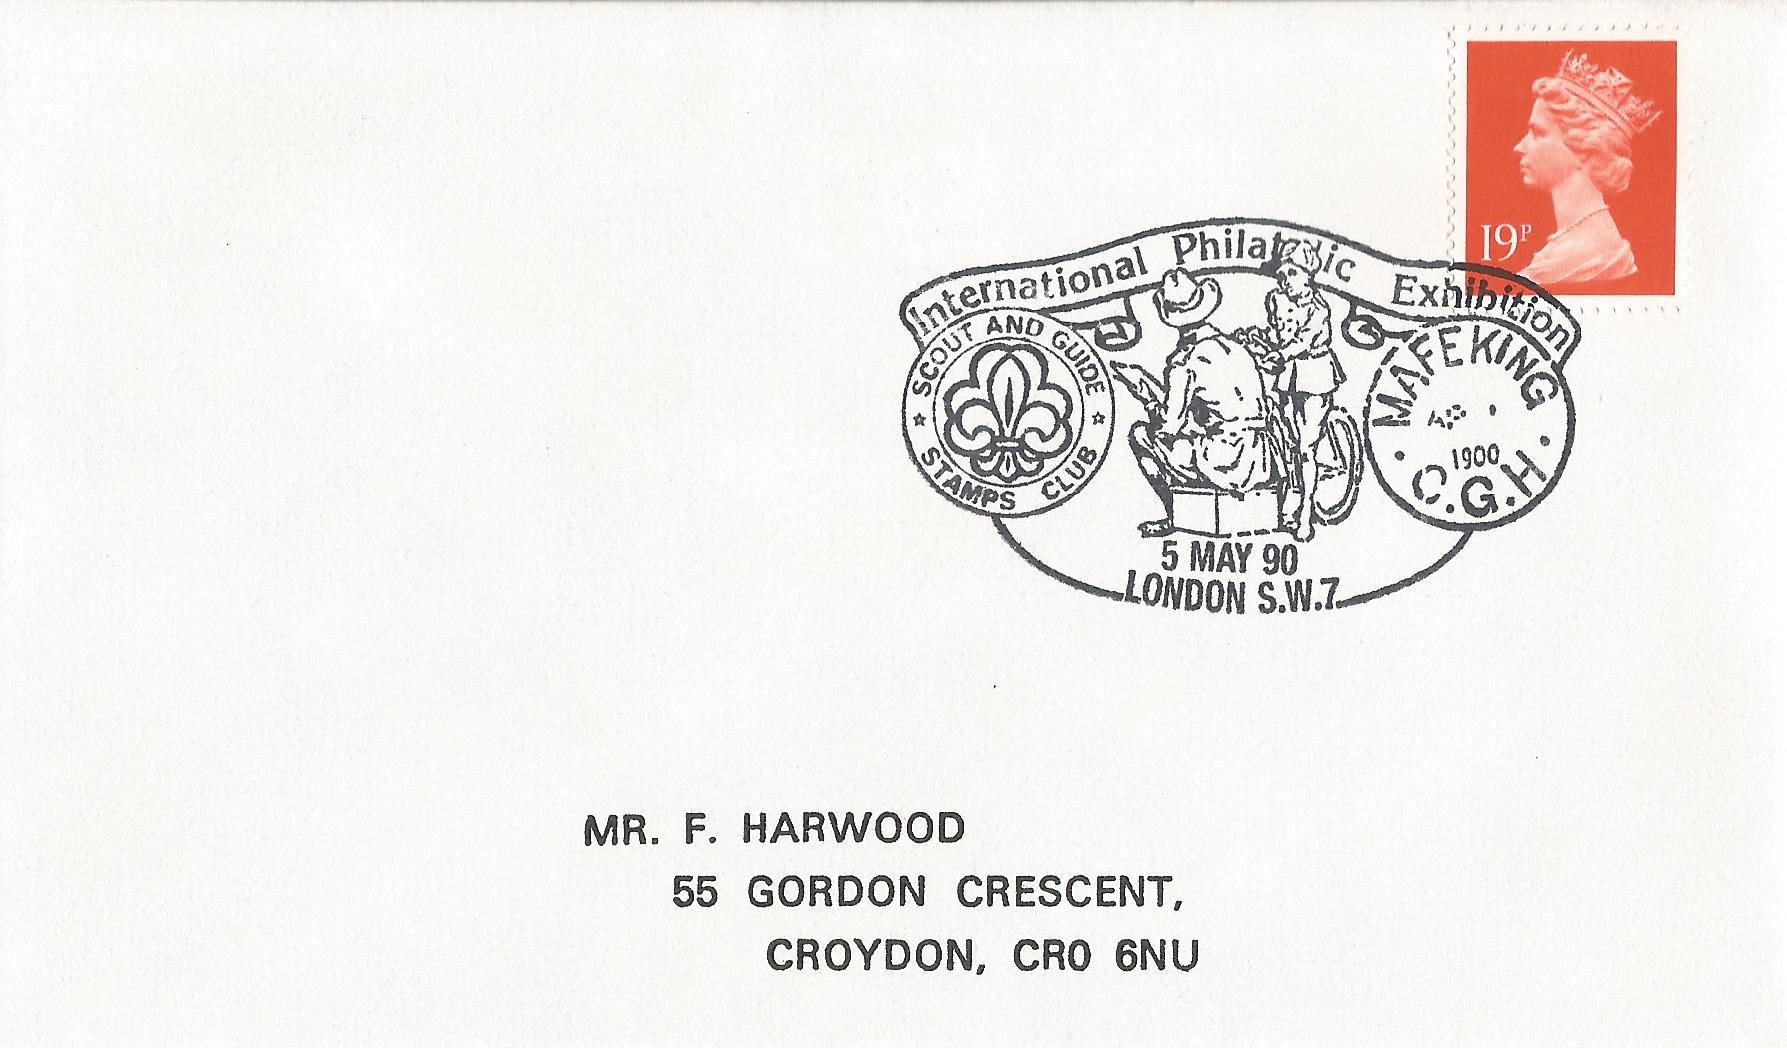 19P
International Philatelic Exhibition
SCOUT AND GUIDE
STAMPS CLUB
MAFEKING
AP
1900
C.G.H.
5 MAY 90
LONDON S.W.7
MR. F. HARWOOD
55 GORDON CRESCENT,
CROYDON, CR0 6NU